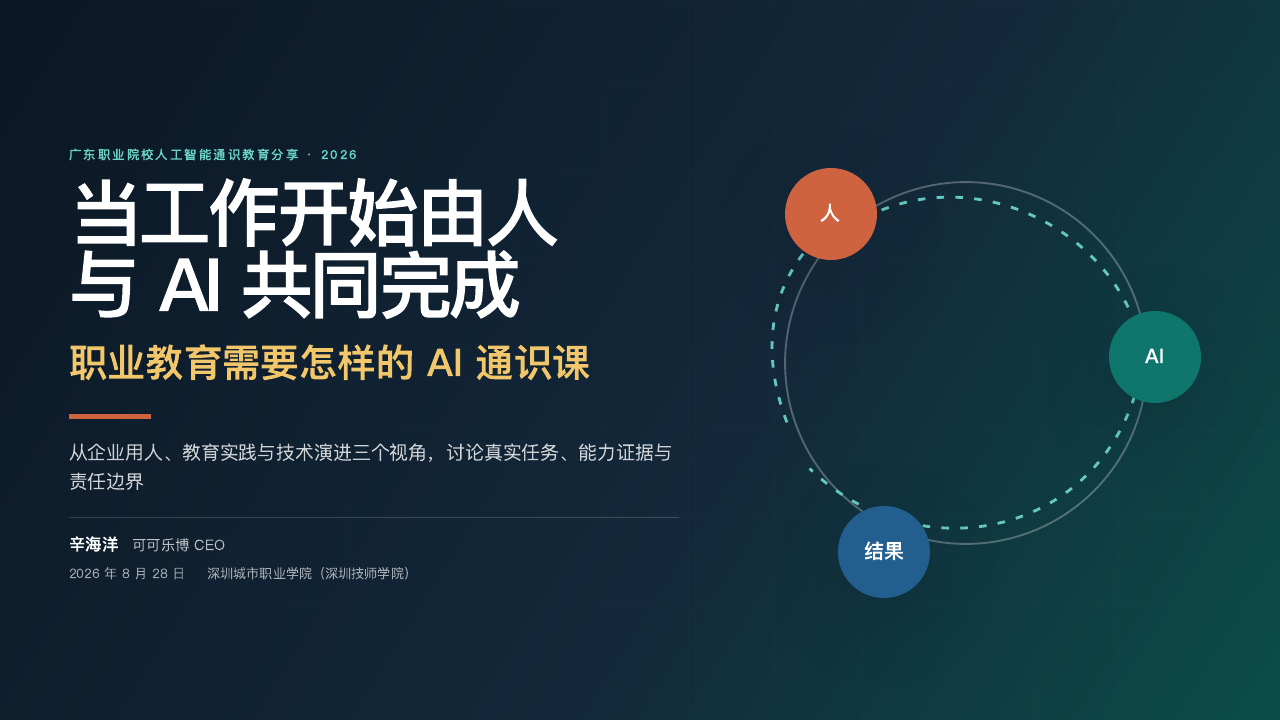 广东职业院校人工智能通识教育分享 · 2026
当工作开始由人
与 AI 共同完成
职业教育需要怎样的 AI 通识课
从企业用人、教育实践与技术演进三个视角，讨论真实任务、能力证据与
责任边界
辛海洋 可可乐博 CEO
2026 年 8 月 28 日 深圳城市职业学院（深圳技师学院）
人
AI
结果